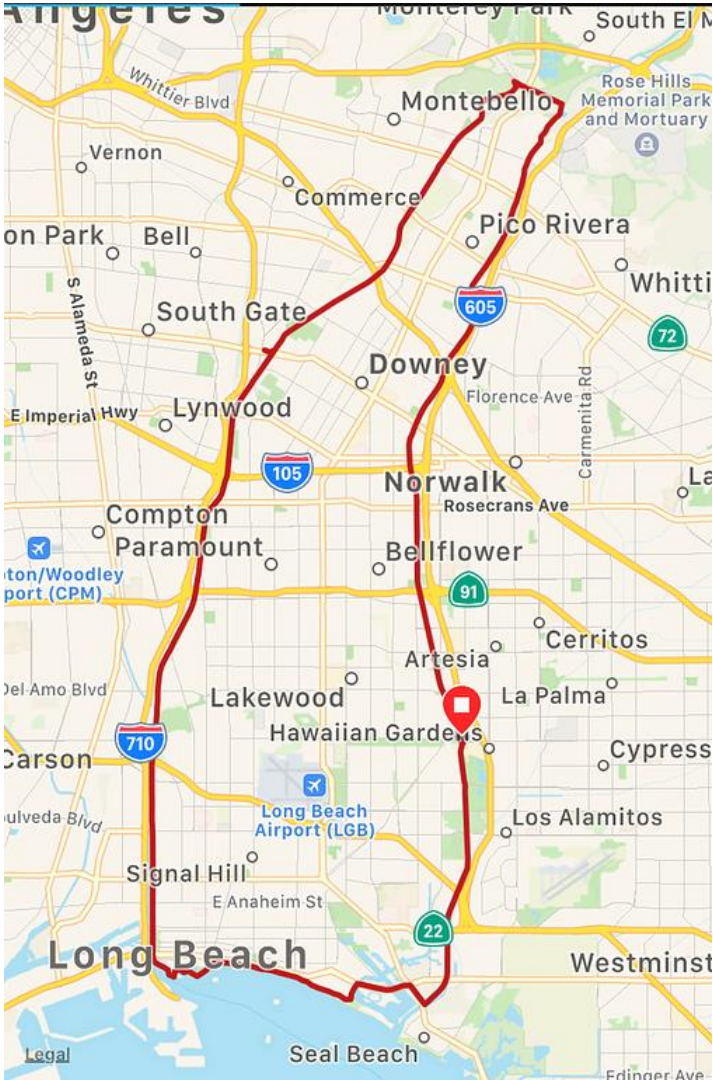 Angeles
Monterey Park
South El M
Whittier Blvd
Montebello
Rose Hills
Memorial Park
and Mortuary
Vernon
Commerce
on Park
Bell
Pico Rivera
Whitti
S Alameda St
South Gate
605
72
Downey
Florence Ave
Carmenita Rd
E Imperial Hwy
Lynwood
105
Norwalk
La
Rosecrans Ave
Compton
Paramount
Bellflower
pton/Woodley
port (CPM)
91
Cerritos
Artesia
Del Amo Blvd
Lakewood
La Palma
710
Hawaiian Gardens
Carson
Cypress
Long Beach
Airport (LGB)
pulveda Blvd
Los Alamitos
Signal Hill
E Anaheim St
22
Long Beach
Westminst
Legal
Seal Beach
Edinger Ave